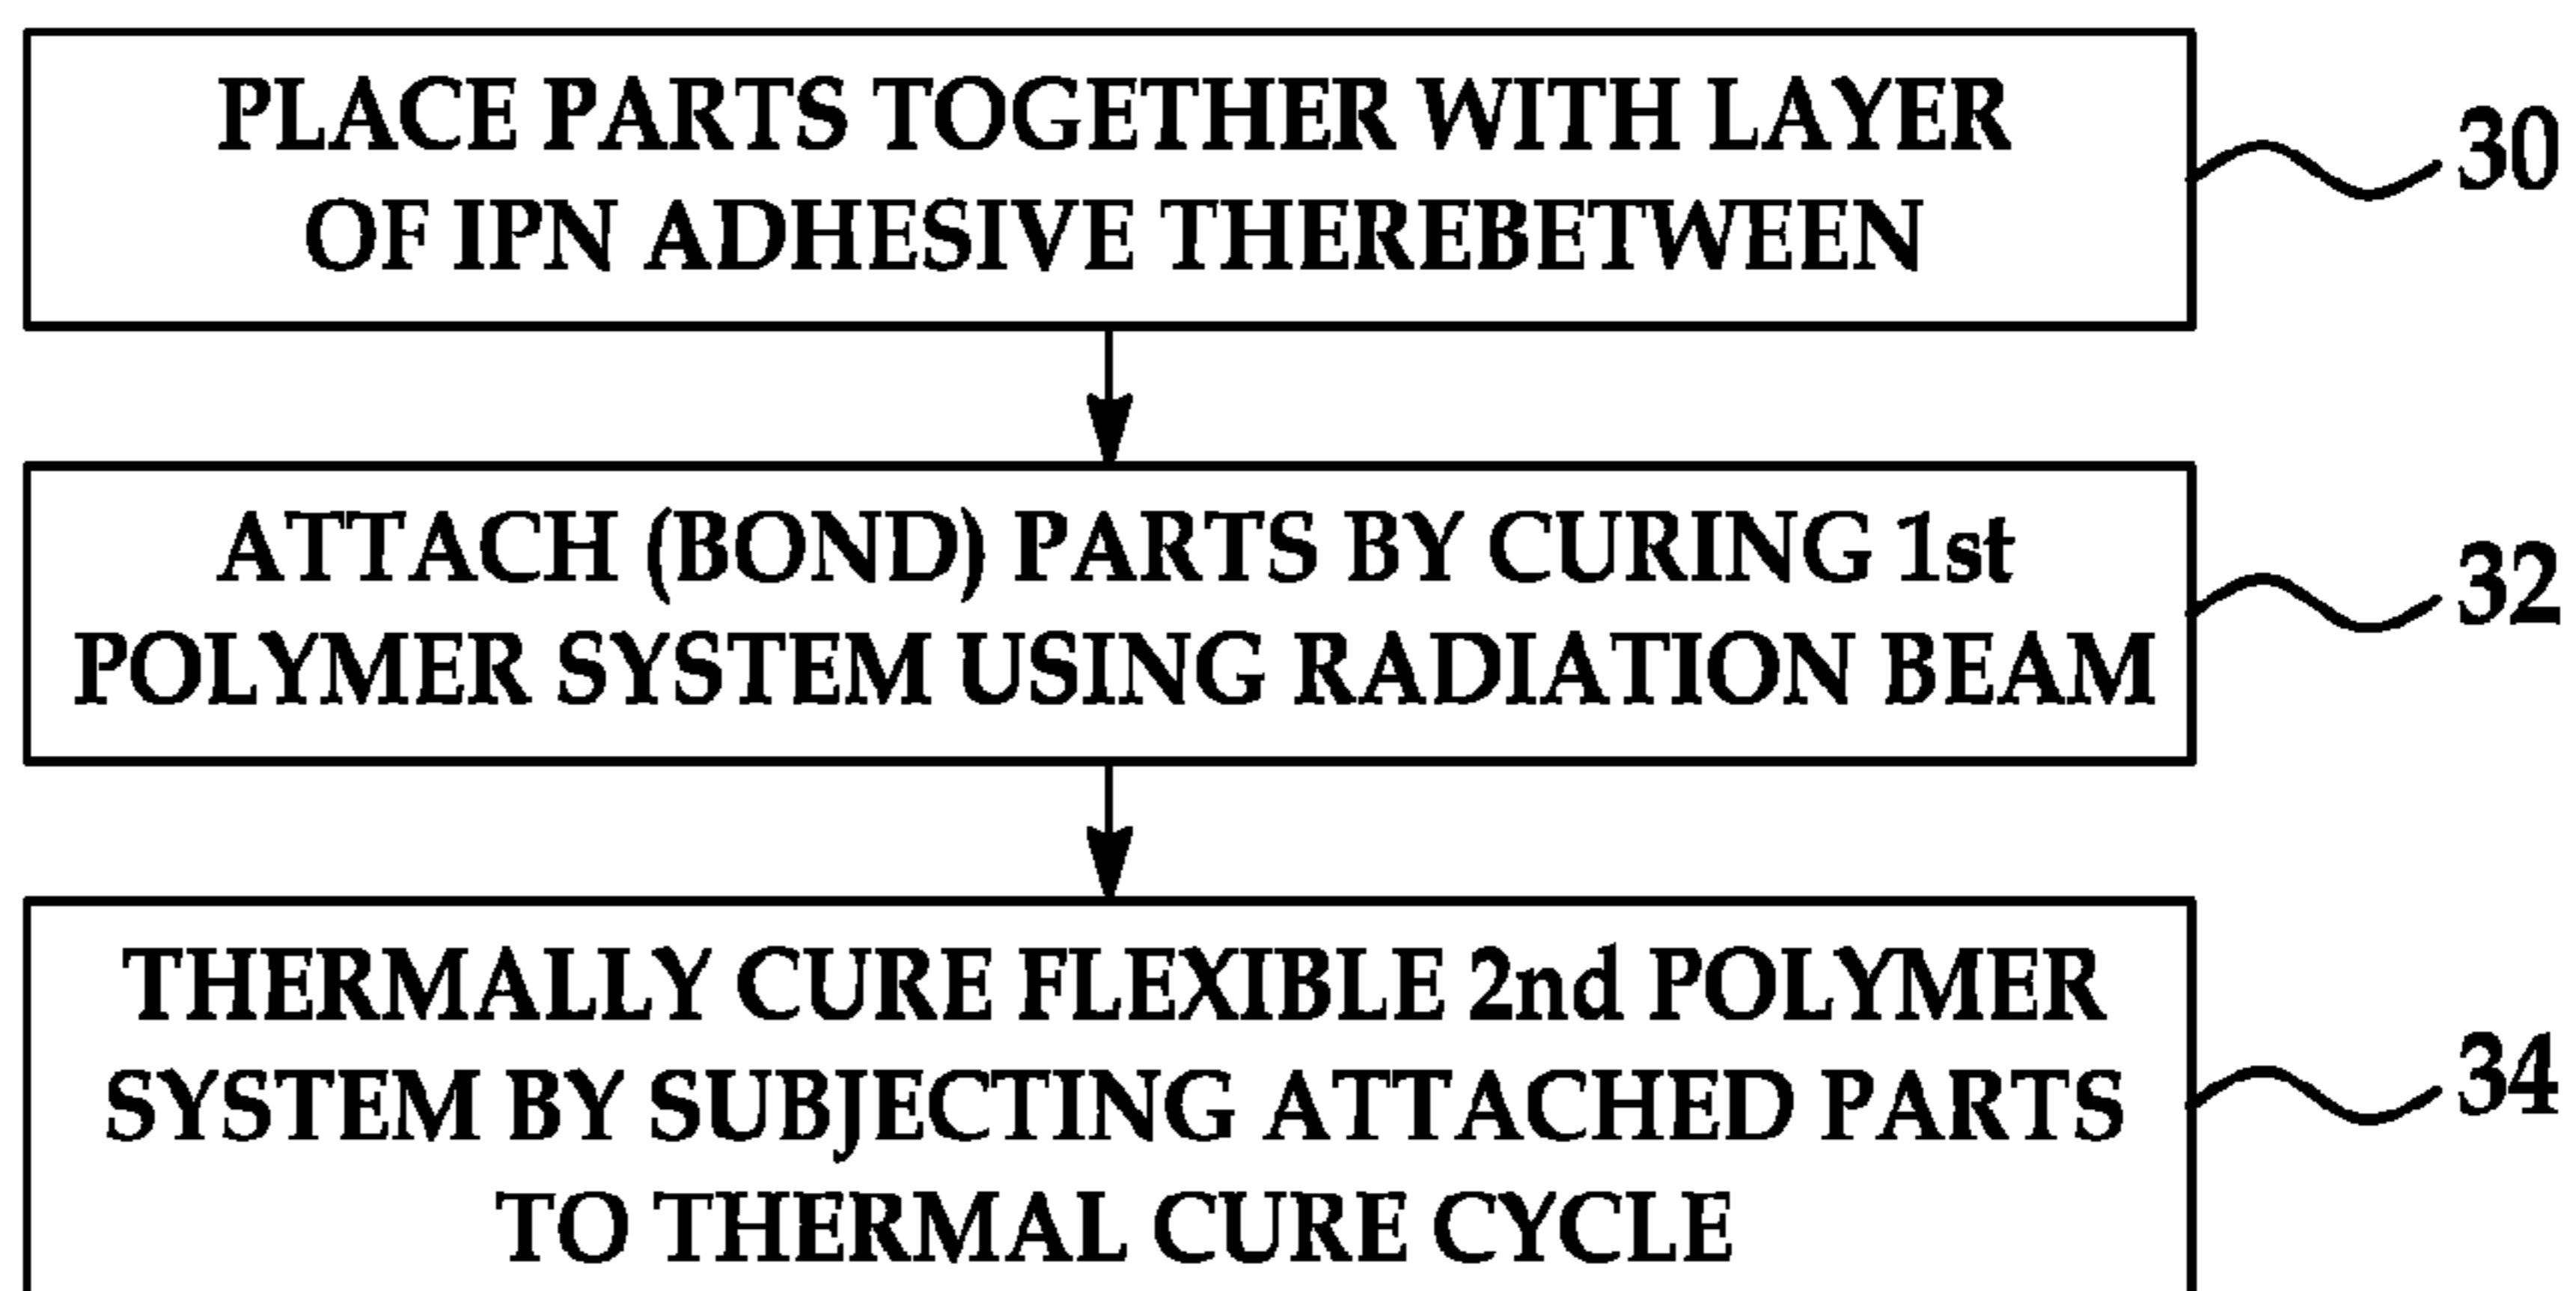 PLACE PARTS TOGETHER WITH LAYER
OF IPN ADHESIVE THEREBETWEEN
30
ATTACH (BOND) PARTS BY CURING 1st
POLYMER SYSTEM USING RADIATION BEAM
32
THERMALLY CURE FLEXIBLE 2nd POLYMER
SYSTEM BY SUBJECTING ATTACHED PARTS
TO THERMAL CURE CYCLE
34